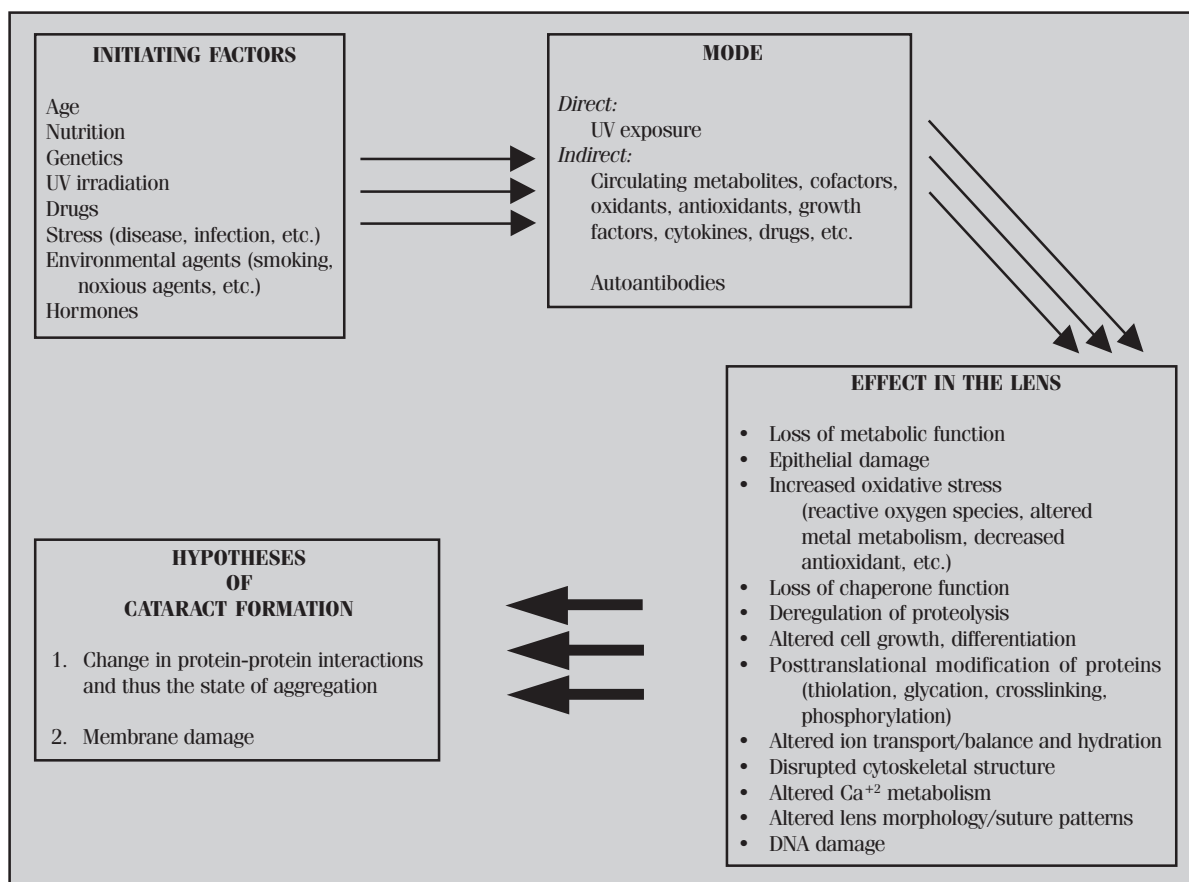 INITIATING FACTORS
Age
Nutrition
Genetics
UV irradiation
Drugs
Stress (disease, infection, etc.)
Environmental agents (smoking,
noxious agents, etc.)
Hormones
MODE
Direct:
UV exposure
Indirect:
Circulating metabolites, cofactors,
oxidants, antioxidants, growth
factors, cytokines, drugs, etc.
Autoantibodies
EFFECT IN THE LENS
• Loss of metabolic function
• Epithelial damage
• Increased oxidative stress
(reactive oxygen species, altered
metal metabolism, decreased
antioxidant, etc.)
• Loss of chaperone function
• Deregulation of proteolysis
• Altered cell growth, differentiation
• Posttranslational modification of proteins
(thiolation, glycation, crosslinking,
phosphorylation)
• Altered ion transport/balance and hydration
• Disrupted cytoskeletal structure
• Altered Ca⁺² metabolism
• Altered lens morphology/suture patterns
• DNA damage
HYPOTHESES
OF
CATARACT FORMATION
1. Change in protein-protein interactions
and thus the state of aggregation
2. Membrane damage